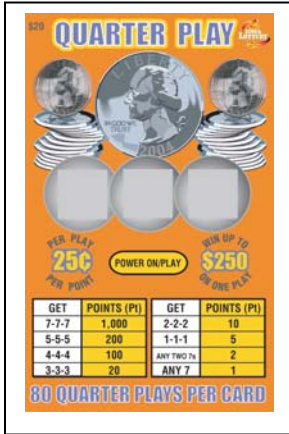 $20
QUARTER PLAY
IOWA LOTTERY
LIBERTY
IN GOD WE TRUST
2004
PER PLAY
25¢
PER POINT
POWER ON/PLAY
WIN UP TO
$250
ON ONE PLAY
GET POINTS (Pt) GET POINTS (Pt)
7-7-7 1,000 2-2-2 10
5-5-5 200 1-1-1 5
4-4-4 100 ANY TWO 7s 2
3-3-3 20 ANY 7 1
80 QUARTER PLAYS PER CARD